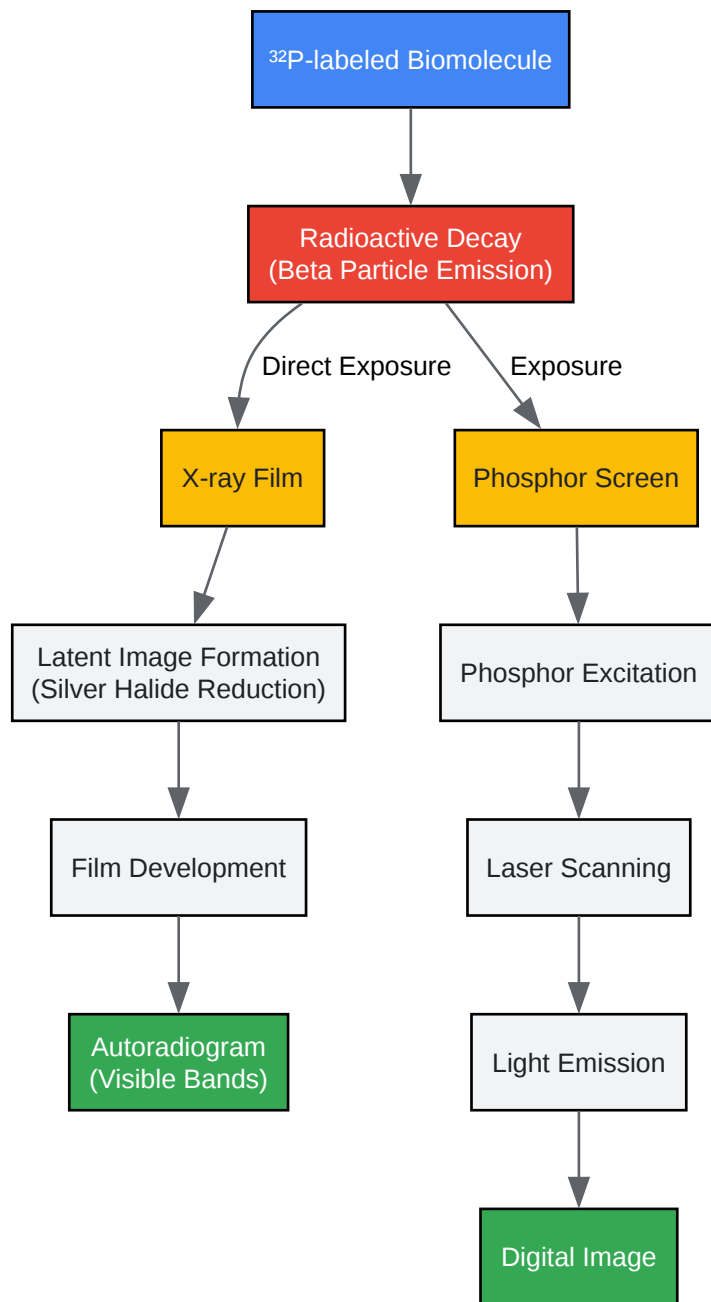 ³²P-labeled Biomolecule
Radioactive Decay
(Beta Particle Emission)
Direct Exposure
Exposure
X-ray Film
Phosphor Screen
Latent Image Formation
(Silver Halide Reduction)
Phosphor Excitation
Film Development
Laser Scanning
Autoradiogram
(Visible Bands)
Light Emission
Digital Image